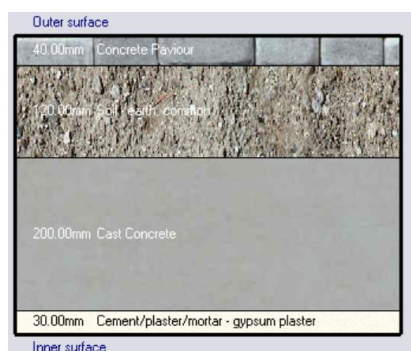 Outer surface
40.00mm Concrete Paviour
120.00mm Soil - earth, common
200.00mm Cast Concrete
30.00mm Cement/plaster/mortar - gypsum plaster
Inner surface